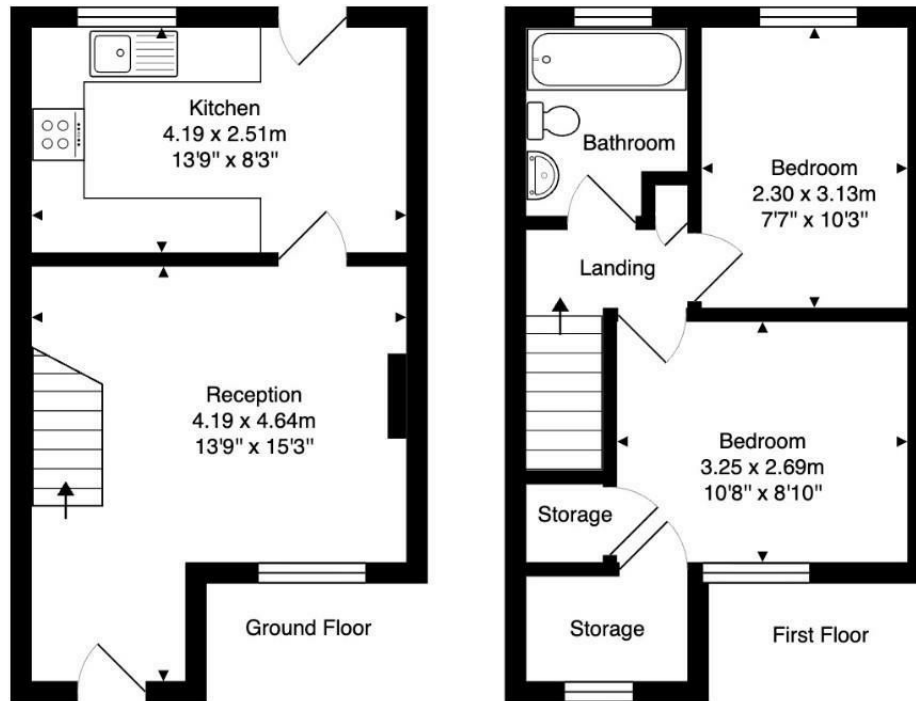 Kitchen
4.19 x 2.51m
13'9" x 8'3"
Reception
4.19 x 4.64m
13'9" x 15'3"
Ground Floor
Bathroom
Bedroom
2.30 x 3.13m
7'7" x 10'3"
Landing
Bedroom
3.25 x 2.69m
10'8" x 8'10"
Storage
Storage
First Floor